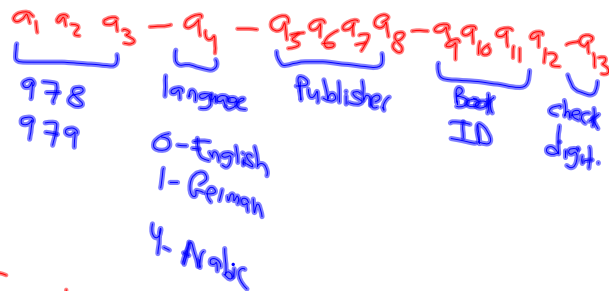 a₁ a₂ a₃ - a₄ - a₅ a₆ a₇ a₈ - a₉ a₁₀ a₁₁ a₁₂ - a₁₃
978 language Publisher Book check
979 ID digit.
0 - English
1 - German
4 - Arabic